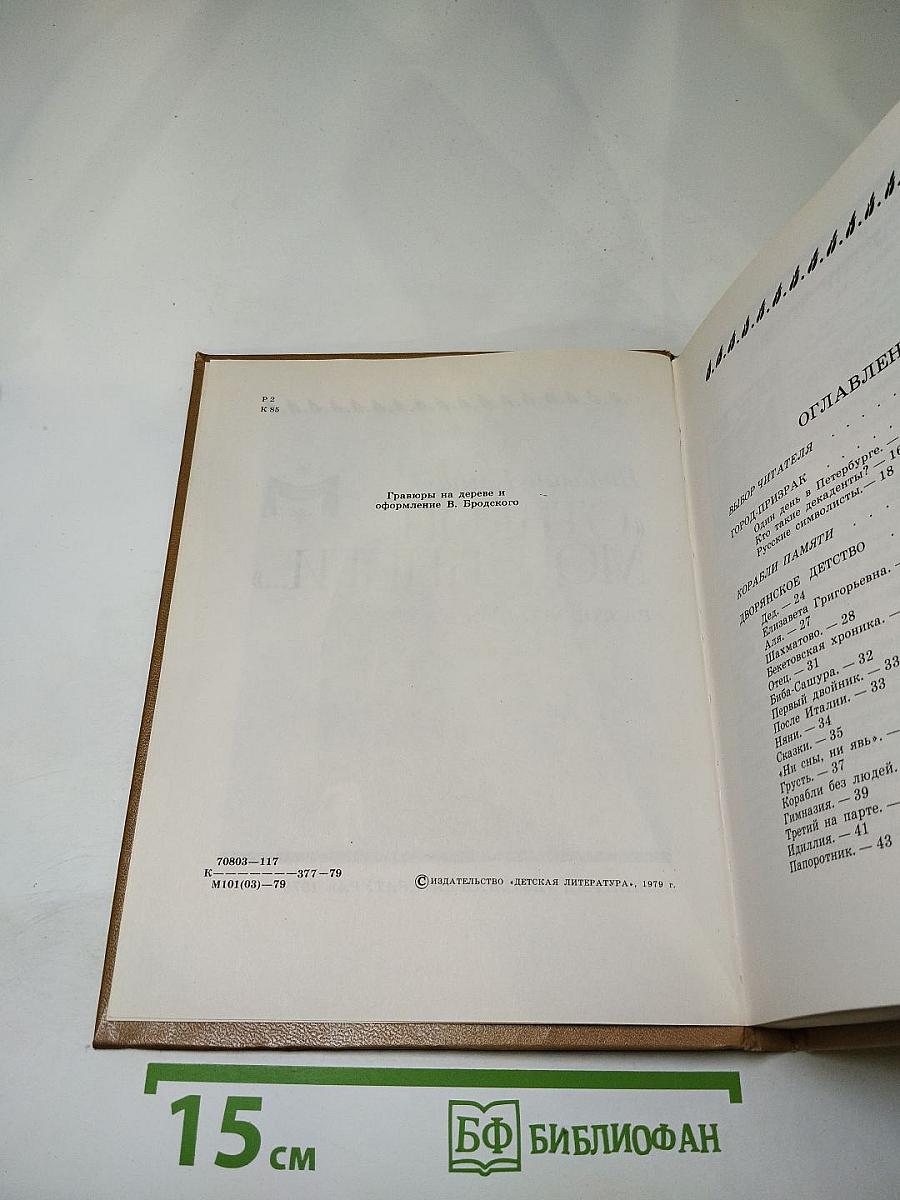 Р 2
К 85
Гравюры на дереве и
оформление В. Бродского
70803—117
К———————377—79
М101(03)—79
© ИЗДАТЕЛЬСТВО «ДЕТСКАЯ ЛИТЕРАТУРА», 1979 г.
ВЫБОР ЧИТАТЕЛЯ . . . .
ГОРОД-ПРИЗРАК . . . .
Один день в Петербурге. —
Кто такие декаденты? — 16
Русские символисты. — 18
КОРАБЛИ ПАМЯТИ . . .
ДВОРЯНСКОЕ ДЕТСТВО .
Дед. — 24
Елизавета Григорьевна. —
Аля. — 27
Шахматово. — 28
Бекетовская хроника. —
Отец. — 31
Биба-Сашура. — 32
Первый двойник. — 33
После Италии. — 33
Няни. — 34
Сказки. — 35
«Ни сны, ни явь». —
Грусть. — 37
Корабли без людей.
Гимназия. — 39
Третий на парте. —
Идиллия. — 41
Папоротник. — 43
15 см
БФ БИБЛИОФАН